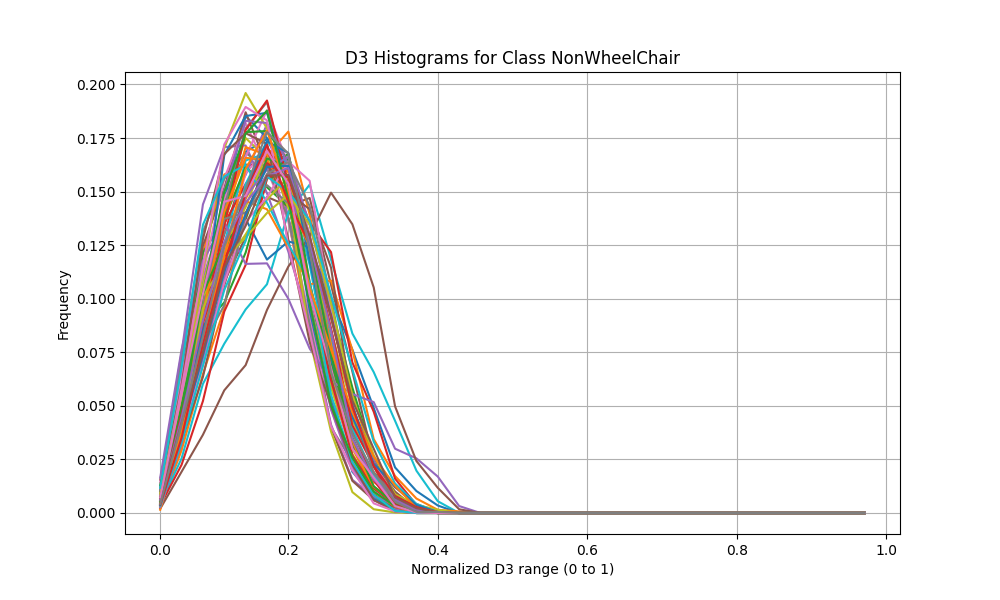 D3 Histograms for Class NonWheelChair
0.200
0.175
0.150
0.125
0.100
0.075
0.050
0.025
0.000
Frequency
0.0 0.2 0.4 0.6 0.8 1.0
Normalized D3 range (0 to 1)